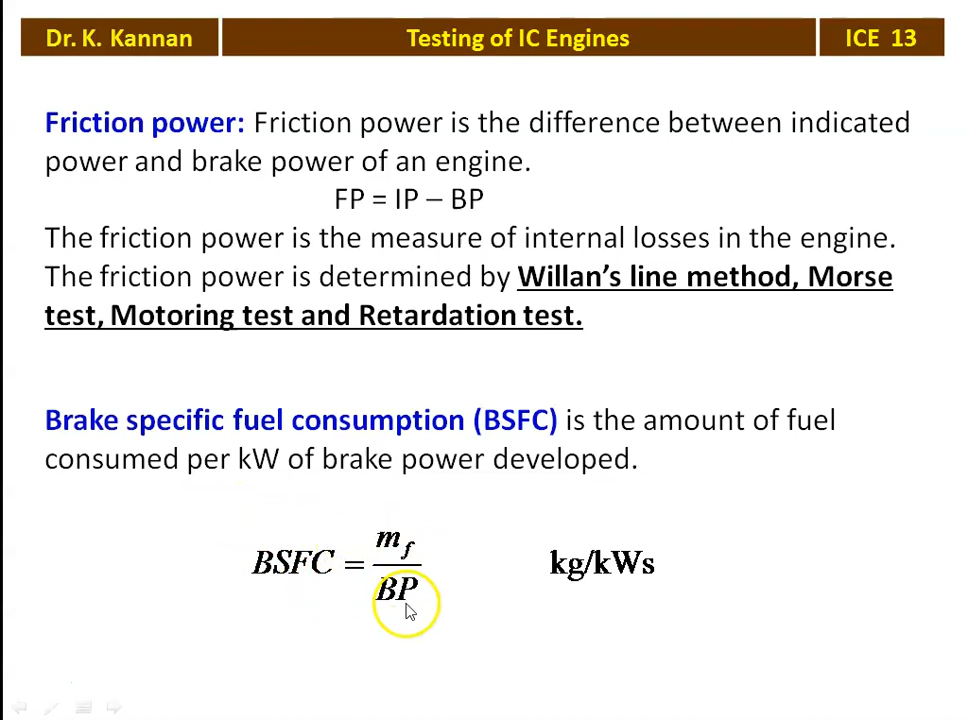 Dr. K. Kannan Testing of IC Engines ICE 13
Friction power: Friction power is the difference between indicated
power and brake power of an engine.
FP = IP – BP
The friction power is the measure of internal losses in the engine.
The friction power is determined by Willan’s line method, Morse
test, Motoring test and Retardation test.
Brake specific fuel consumption (BSFC) is the amount of fuel
consumed per kW of brake power developed.
BSFC = m_f / BP kg/kWs